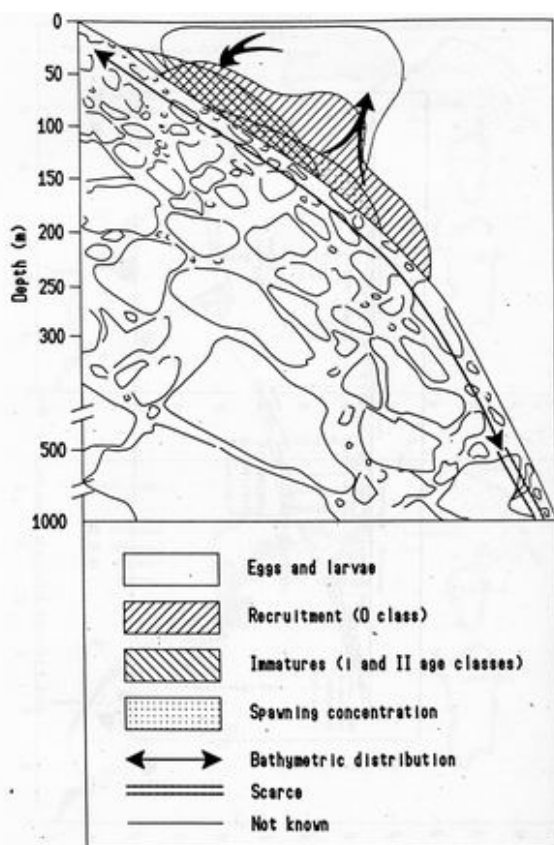 0
50
100
150
200
250
300
500
1000
Depth (m)
Eggs and larvae
Recruitment (0 class)
Immatures (I and II age classes)
Spawning concentration
Bathymetric distribution
Scarce
Not known